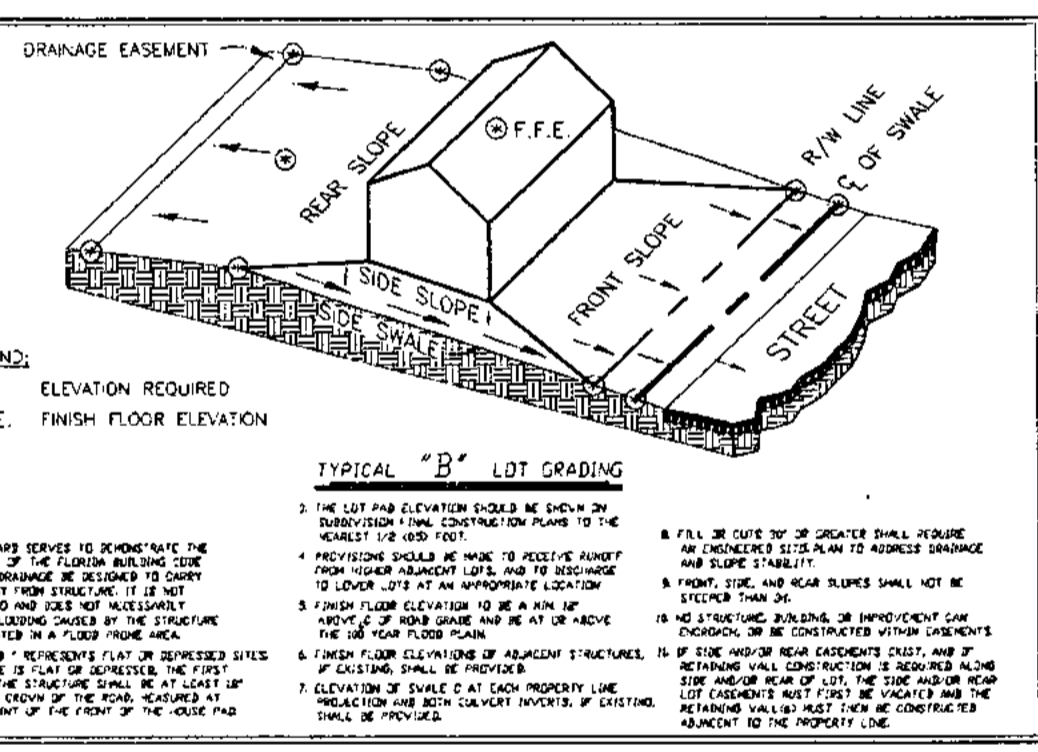 DRAINAGE EASEMENT
F.F.E.
R/W LINE
℄ OF SWALE
REAR SLOPE
FRONT SLOPE
SIDE SLOPE
SIDE SWALE
STREET
ND:
ELEVATION REQUIRED
E. FINISH FLOOR ELEVATION
TYPICAL "B" LOT GRADING
ARD SERVES TO DEMONSTRATE THE
OF THE FLORIDA BUILDING CODE
DRAINAGE BE DESIGNED TO CARRY
FROM STRUCTURE. IT IS NOT
AND DOES NOT NECESSARILY
FLOODING CAUSED BY THE STRUCTURE
TED IN A FLOOD PRONE AREA.
" REPRESENTS FLAT OR DEPRESSED SITES
E IS FLAT OR DEPRESSED, THE FIRST
THE STRUCTURE SHALL BE AT LEAST 18"
CROWN OF THE ROAD, MEASURED AT
NT OF THE FRONT OF THE HOUSE PAD
THE LOT PAD ELEVATION SHOULD BE SHOWN ON
SUBDIVISION FINAL CONSTRUCTION PLANS TO THE
NEAREST 1/2 (0.5) FOOT.
4 PROVISIONS SHOULD BE MADE TO RECEIVE RUNOFF
FROM HIGHER ADJACENT LOTS, AND TO DISCHARGE
TO LOWER LOTS AT AN APPROPRIATE LOCATION
5. FINISH FLOOR ELEVATION TO BE A MIN. 18"
ABOVE ℄ OF ROAD GRADE AND BE AT OR ABOVE
THE 100 YEAR FLOOD PLAIN.
6. FINISH FLOOR ELEVATIONS OF ADJACENT STRUCTURES,
IF EXISTING, SHALL BE PROVIDED.
7. ELEVATION OF SWALE ℄ AT EACH PROPERTY LINE
PROJECTION AND BOTH CULVERT INVERTS, IF EXISTING,
SHALL BE PROVIDED.
8. FILL OR CUTS 30" OR GREATER SHALL REQUIRE
AN ENGINEERED SITE PLAN TO ADDRESS DRAINAGE
AND SLOPE STABILITY.
9. FRONT, SIDE, AND REAR SLOPES SHALL NOT BE
STEEPER THAN
10. NO STRUCTURE, BUILDING, OR IMPROVEMENT CAN
ENCROACH, OR BE CONSTRUCTED WITHIN EASEMENTS.
11. IF SIDE AND/OR REAR EASEMENTS EXIST, AND IF
RETAINING WALL CONSTRUCTION IS REQUIRED ALONG
SIDE AND/OR REAR OF LOT, THE SIDE AND/OR REAR
LOT EASEMENTS MUST FIRST BE VACATED AND THE
RETAINING WALL(S) MUST THEN BE CONSTRUCTED
ADJACENT TO THE PROPERTY LINE.